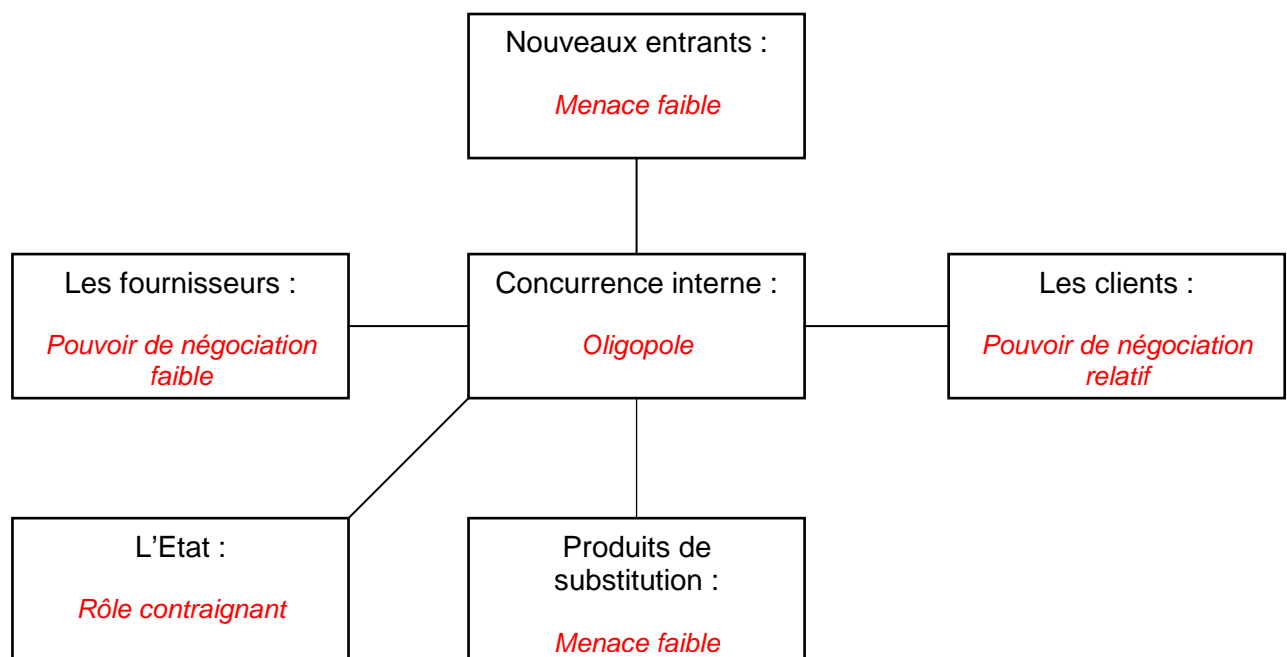 Nouveaux entrants :
Menace faible
Les fournisseurs :
Pouvoir de négociation
faible
Concurrence interne :
Oligopole
Les clients :
Pouvoir de négociation
relatif
L’Etat :
Rôle contraignant
Produits de
substitution :
Menace faible